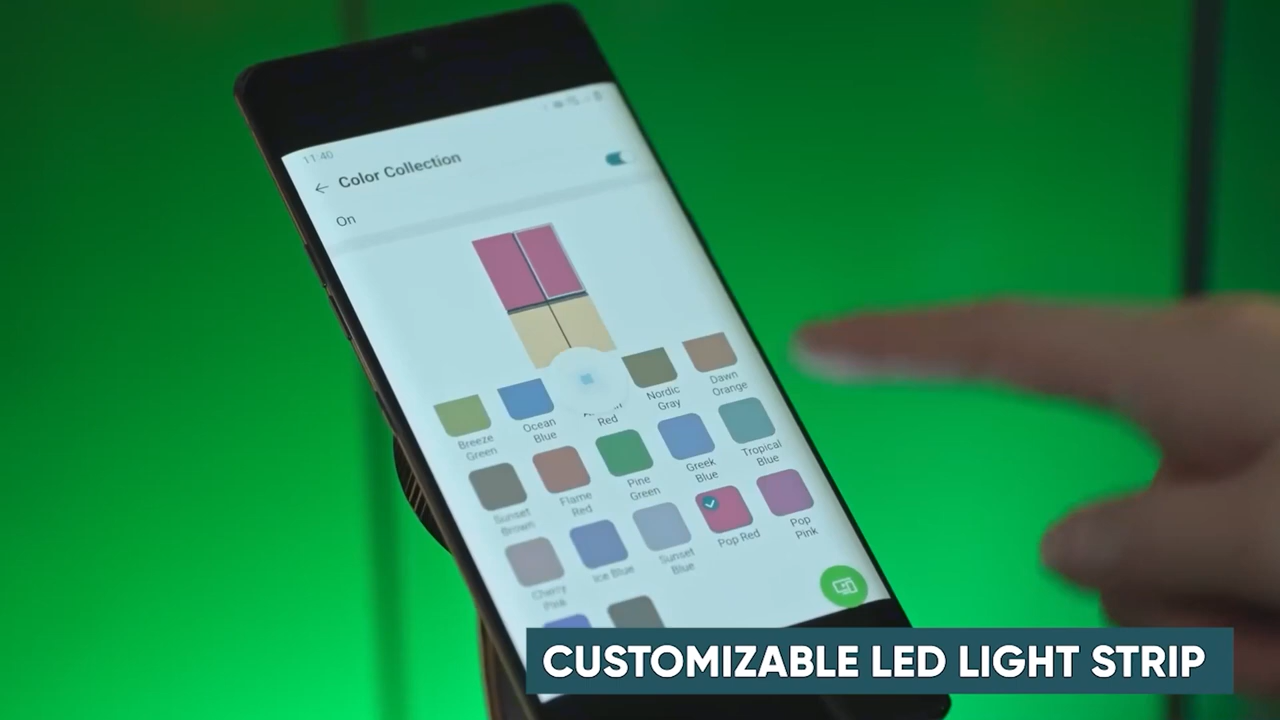 11:40
Color Collection
On
Nordic
Gray
Dawn
Orange
Breeze
Green
Ocean
Blue
Red
Tropical
Blue
Greek
Blue
Pine
Green
Flame
Red
Sunset
Brown
Pop
Pink
Pop Red
Sunset
Blue
Ice Blue
Cherry
Pink
CUSTOMIZABLE LED LIGHT STRIP